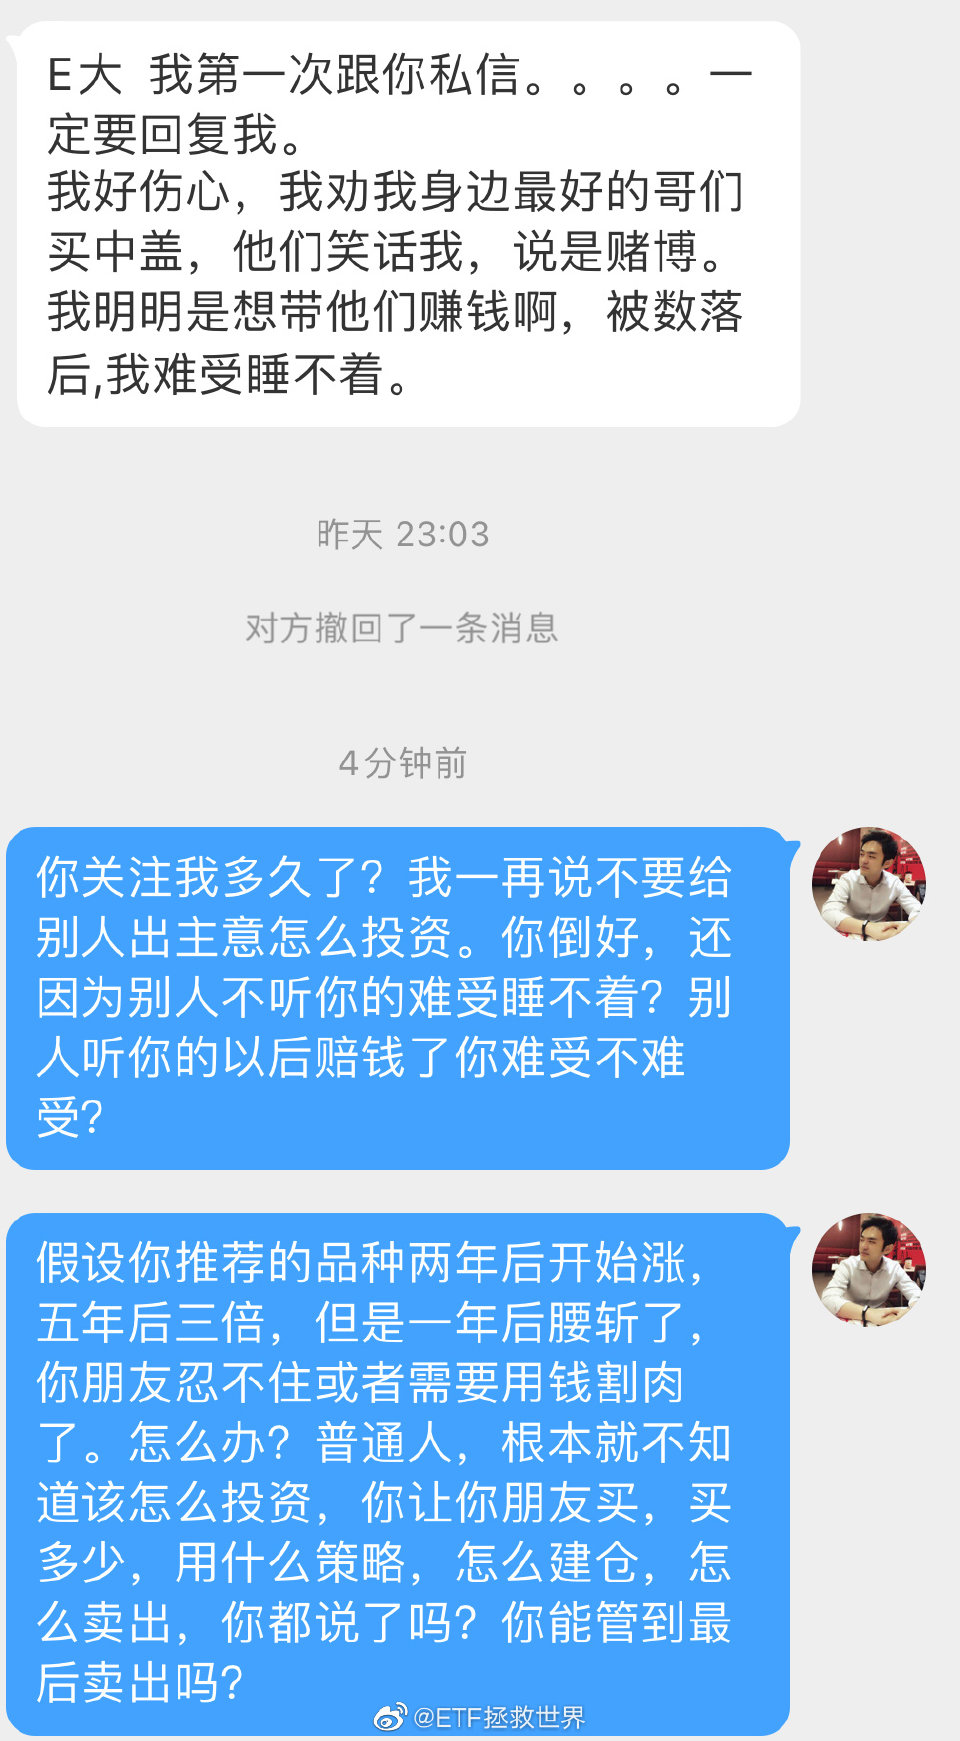 E大 我第一次跟你私信。。。。一
定要回复我。
我好伤心，我劝我身边最好的哥们
买中盖，他们笑话我，说是赌博。
我明明是想带他们赚钱啊，被数落
后,我难受睡不着。
昨天 23:03
对方撤回了一条消息
4分钟前
你关注我多久了？我一再说不要给
别人出主意怎么投资。你倒好，还
因为别人不听你的难受睡不着？别
人听你的以后赔钱了你难受不难
受？
假设你推荐的品种两年后开始涨，
五年后三倍，但是一年后腰斩了，
你朋友忍不住或者需要用钱割肉
了。怎么办？普通人，根本就不知
道该怎么投资，你让你朋友买，买
多少，用什么策略，怎么建仓，怎
么卖出，你都说了吗？你能管到最
后卖出吗？
@ETF拯救世界